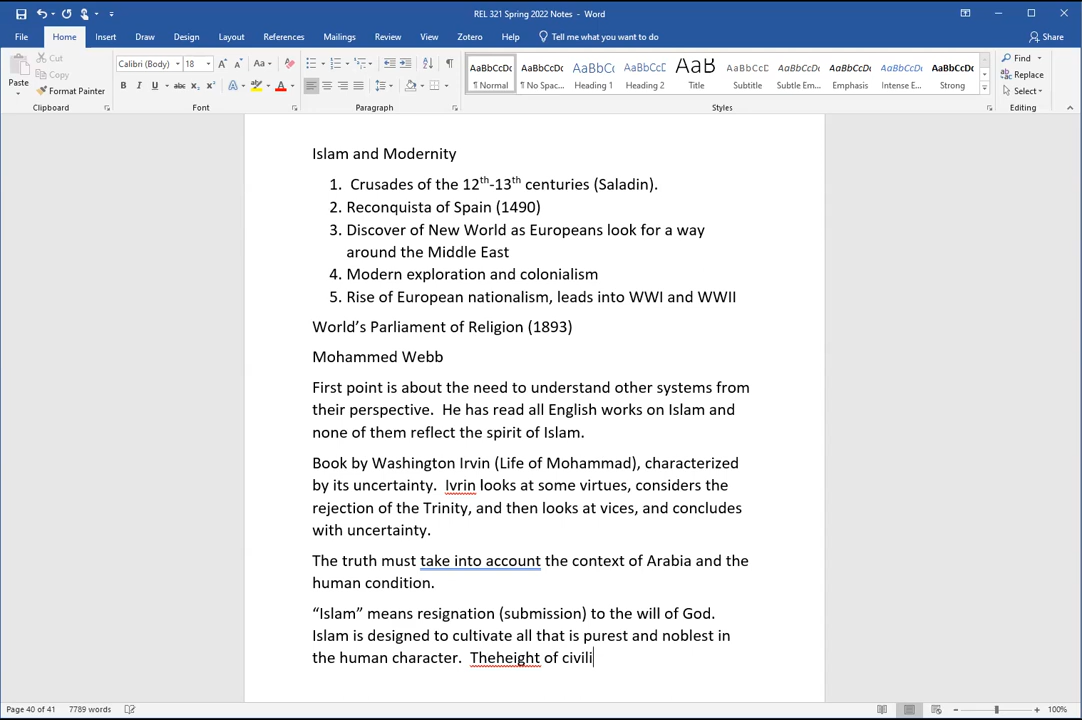 REL 321 Spring 2022 Notes - Word
File Home Insert Draw Design Layout References Mailings Review View Zotero Help Tell me what you want to do Share
Paste Cut Copy Format Painter
Calibri (Body) 18
AaBbCcDc AaBbCcDc AaBbCc AaBbCcD AaB AaBbCcD AaBbCcDc AaBbCcDc AaBbCcDc AaBbCcDc
¶ Normal ¶ No Spac... Heading 1 Heading 2 Title Subtitle Subtle Em... Emphasis Intense E... Strong
Find Replace Select
Clipboard Font Paragraph Styles Editing
Islam and Modernity
1. Crusades of the 12th-13th centuries (Saladin).
2. Reconquista of Spain (1490)
3. Discover of New World as Europeans look for a way
around the Middle East
4. Modern exploration and colonialism
5. Rise of European nationalism, leads into WWI and WWII
World’s Parliament of Religion (1893)
Mohammed Webb
First point is about the need to understand other systems from
their perspective. He has read all English works on Islam and
none of them reflect the spirit of Islam.
Book by Washington Irvin (Life of Mohammad), characterized
by its uncertainty. Ivrin looks at some virtues, considers the
rejection of the Trinity, and then looks at vices, and concludes
with uncertainty.
The truth must take into account the context of Arabia and the
human condition.
“Islam” means resignation (submission) to the will of God.
Islam is designed to cultivate all that is purest and noblest in
the human character. Theheight of civili
Page 40 of 41 7789 words 100%